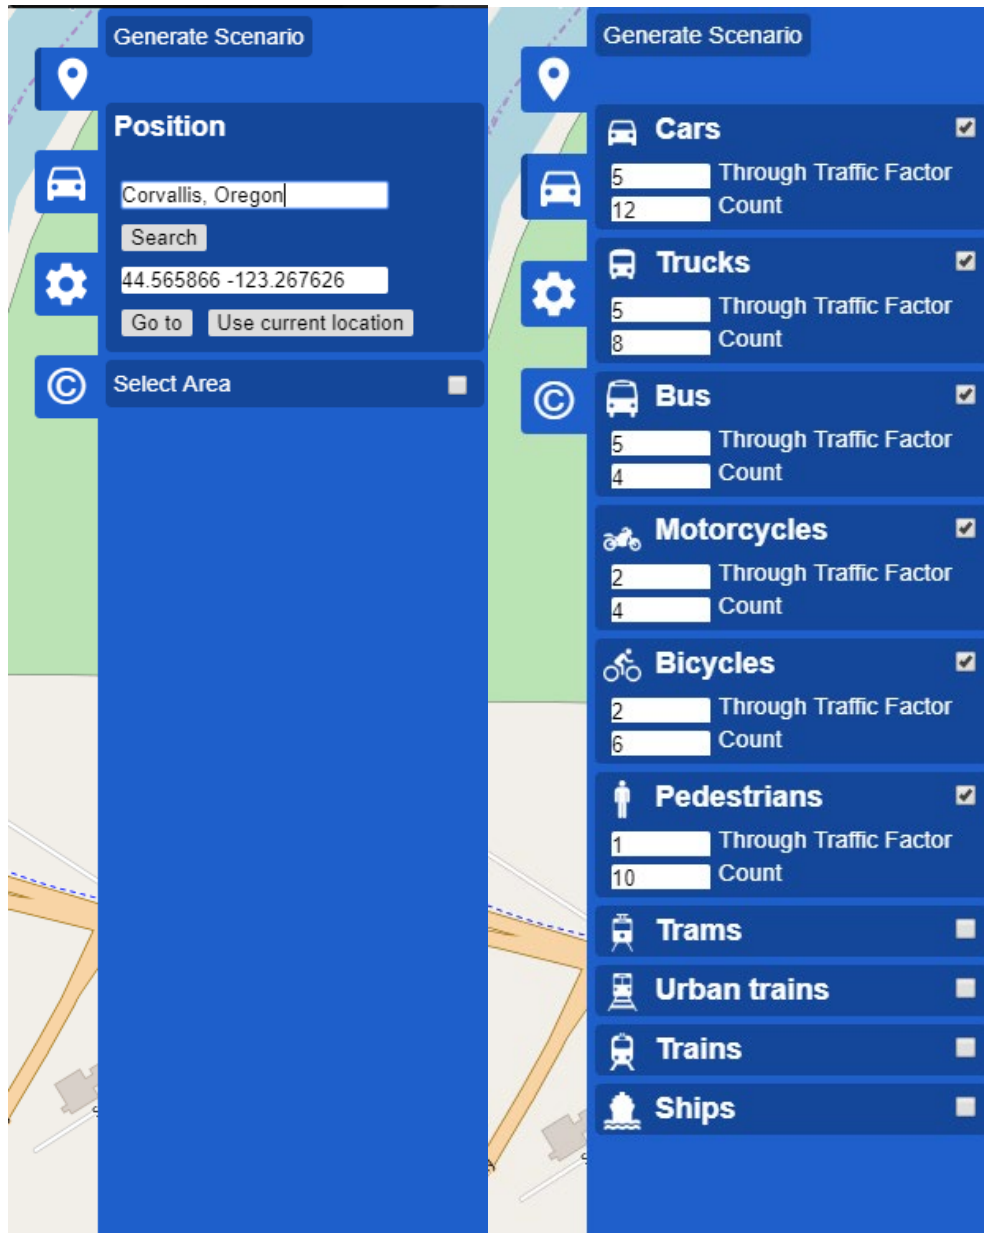 Generate Scenario
Position
Corvallis, Oregon
Search
44.565866 -123.267626
Go to Use current location
Select Area
©
Generate Scenario
Cars
5 Through Traffic Factor
12 Count
Trucks
5 Through Traffic Factor
8 Count
Bus
5 Through Traffic Factor
4 Count
Motorcycles
2 Through Traffic Factor
4 Count
Bicycles
2 Through Traffic Factor
6 Count
Pedestrians
1 Through Traffic Factor
10 Count
Trams
Urban trains
Trains
Ships
©